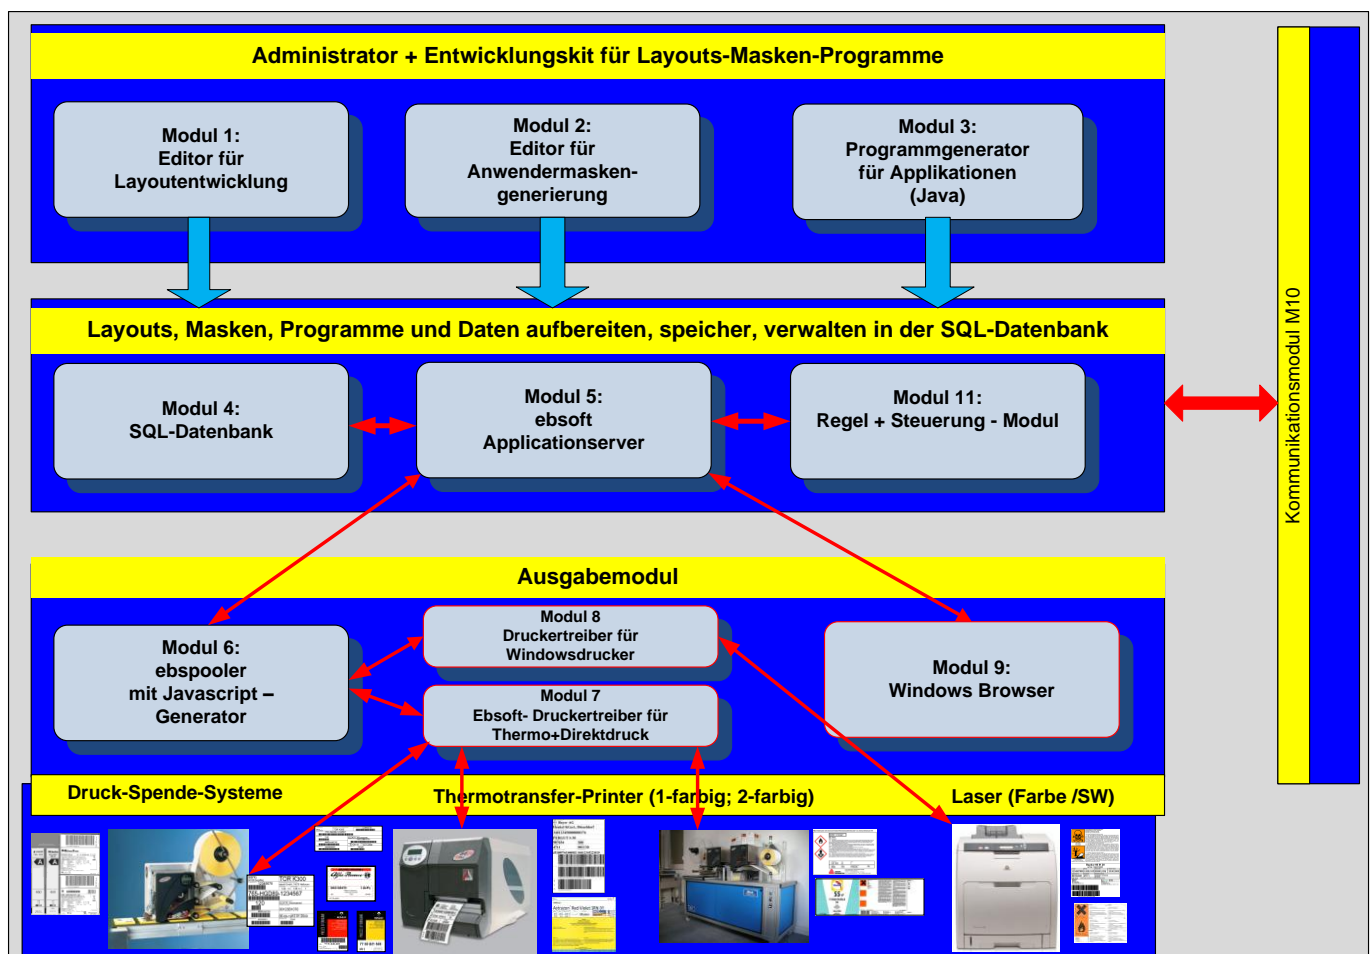 Administrator + Entwicklungskit für Layouts-Masken-Programme
Modul 1:
Editor für
Layoutentwicklung
Modul 2:
Editor für
Anwendermasken-
generierung
Modul 3:
Programmgenerator
für Applikationen
(Java)
Layouts, Masken, Programme und Daten aufbereiten, speicher, verwalten in der SQL-Datenbank
Modul 4:
SQL-Datenbank
Modul 5:
ebsoft
Applicationserver
Modul 11:
Regel + Steuerung - Modul
Kommunikationsmodul M10
Ausgabemodul
Modul 6:
ebspooler
mit Javascript –
Generator
Modul 8
Druckertreiber für
Windowsdrucker
Modul 7
Ebsoft- Druckertreiber für
Thermo+Direktdruck
Modul 9:
Windows Browser
Druck-Spende-Systeme
Thermotransfer-Printer (1-farbig; 2-farbig)
Laser (Farbe /SW)